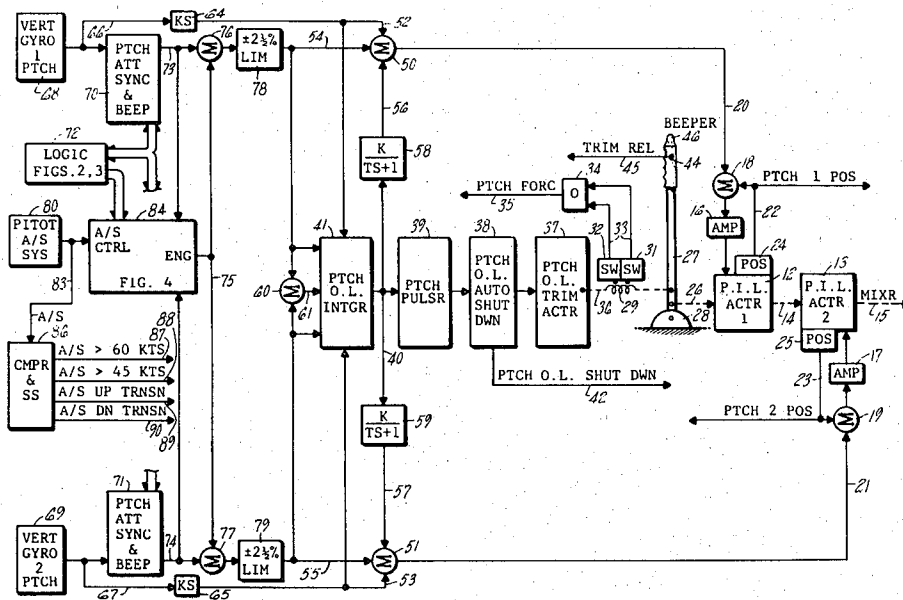 VERT
GYRO
1
PTCH
68
66
KS
64
PTCH
ATT
SYNC
&
BEEP
70
73
M
76
±2½%
LIM
78
54
52
M
50
20
72
LOGIC
FIGS. 2, 3
56
K
TS+1
58
BEEPER
46
TRIM REL
45
44
34
O
PTCH FORC
35
33
32
SW
SW
31
27
M
18
PTCH 1 POS
16
AMP
22
24
POS
12
P.I.L.
ACTR
1
13
P.I.L.
ACTR
2
MIXR
14
15
80
PITOT
A/S
SYS
83
84
A/S
CTRL
ENG
FIG. 4
75
60
M
61
41
PTCH
O.L.
INTGR
39
PTCH
PULSR
38
PTCH
O.L.
AUTO
SHUT
DWN
37
PTCH
O.L.
TRIM
ACTR
36
29
26
28
25
POS
17
AMP
23
A/S
86
CMPR
&
SS
88
87
A/S > 60 KTS
A/S > 45 KTS
A/S UP TRNSN
A/S DN TRNSN
90
89
40
PTCH O.L. SHUT DWN
42
K
TS+1
59
PTCH 2 POS
M
19
57
21
69
VERT
GYRO
2
PTCH
71
PTCH
ATT
SYNC
&
BEEP
74
77
M
79
±2½%
LIM
55
M
51
53
67
KS
65